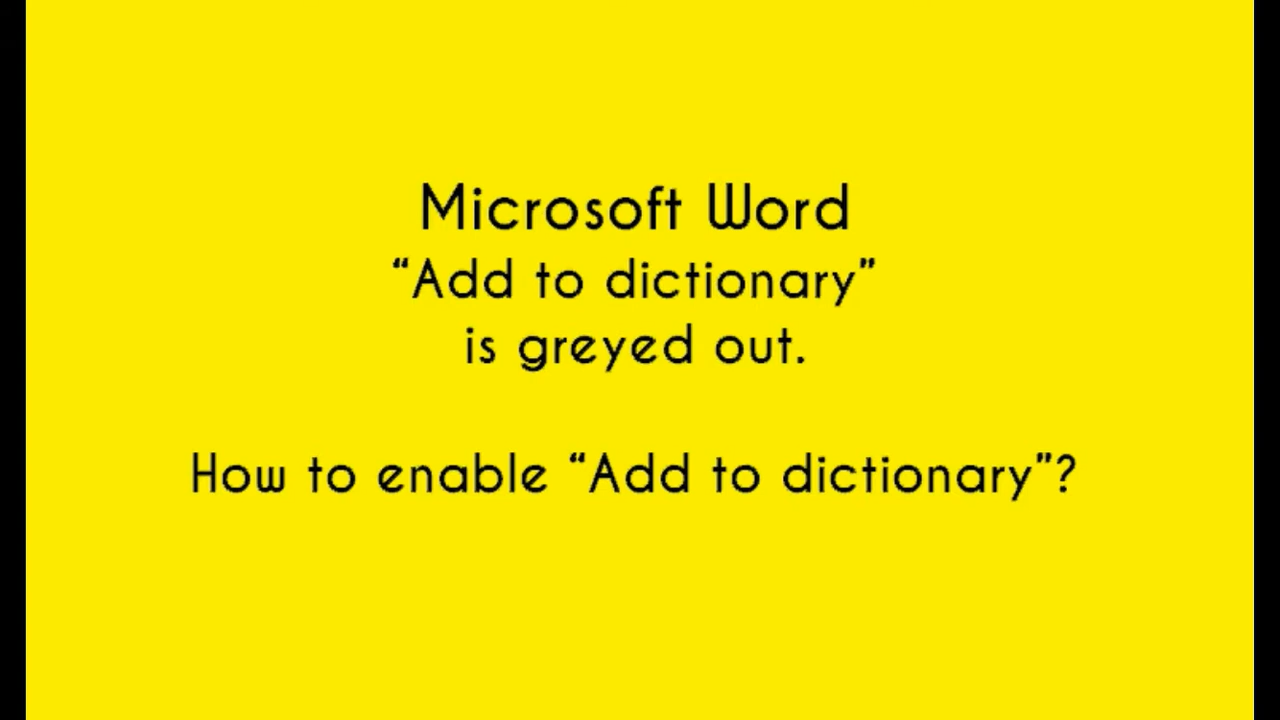 Microsoft Word
“Add to dictionary”
is greyed out.
How to enable “Add to dictionary”?